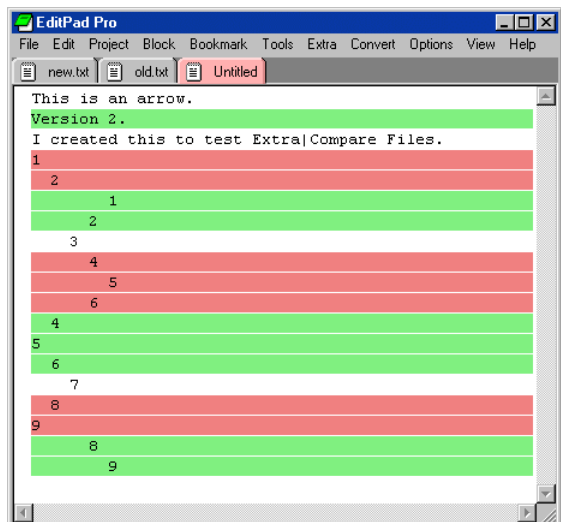 EditPad Pro
File Edit Project Block Bookmark Tools Extra Convert Options View Help
new.txt old.txt Untitled
This is an arrow.
Version 2.
I created this to test Extra|Compare Files.
1
2
1
2
3
4
5
6
4
5
6
7
8
9
8
9